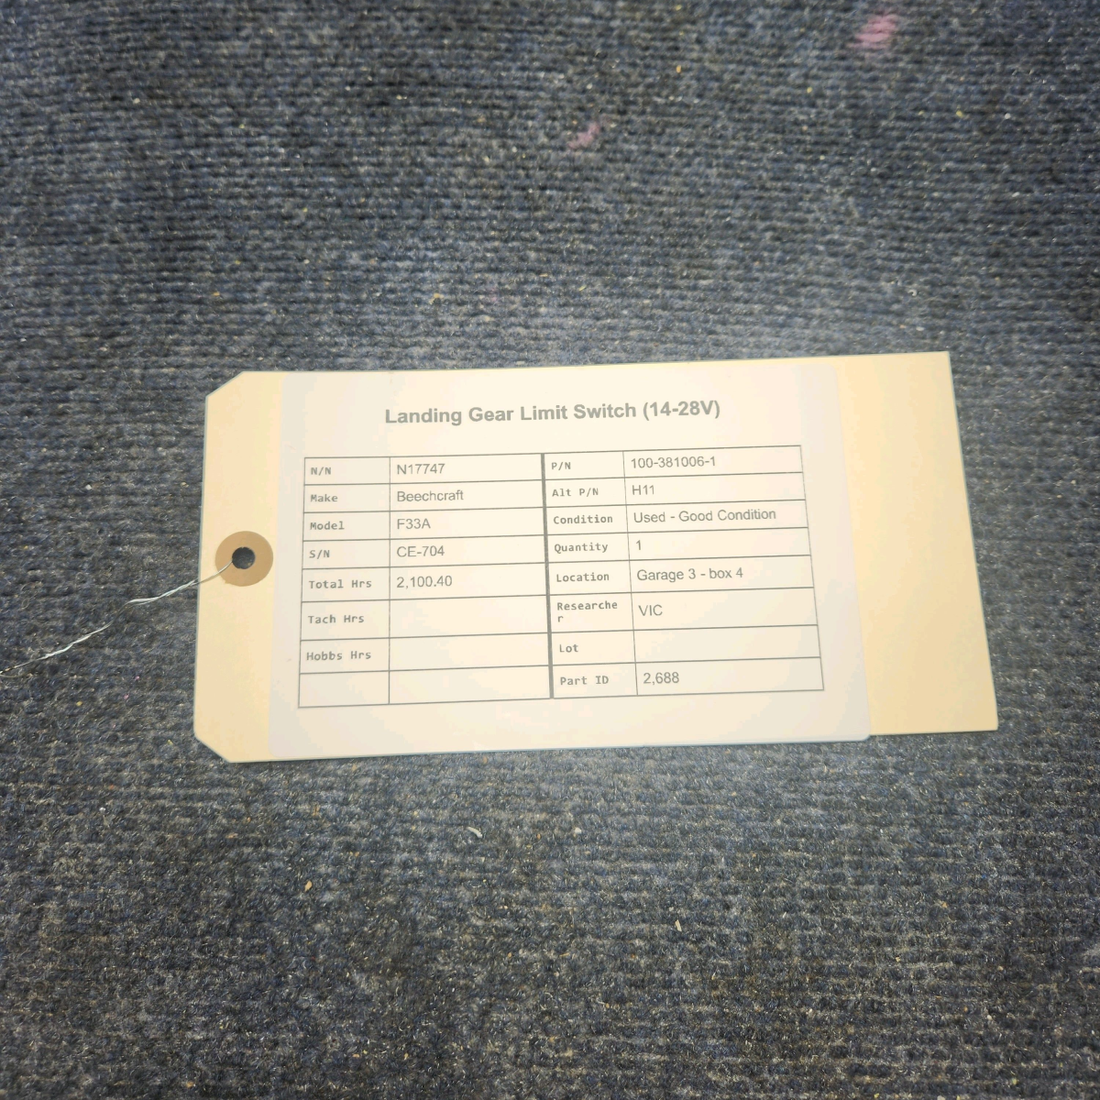 Landing Gear Limit Switch (14-28V)
N/N N17747 P/N 100-381006-1
Make Beechcraft Alt P/N H11
Model F33A Condition Used - Good Condition
S/N CE-704 Quantity 1
Total Hrs 2,100.40 Location Garage 3 - box 4
Tach Hrs Researche
r VIC
Hobbs Hrs Lot
Part ID 2,688